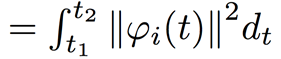 = ∫_{t_1}^{t_2} ‖φ_i(t)‖^2 d_t